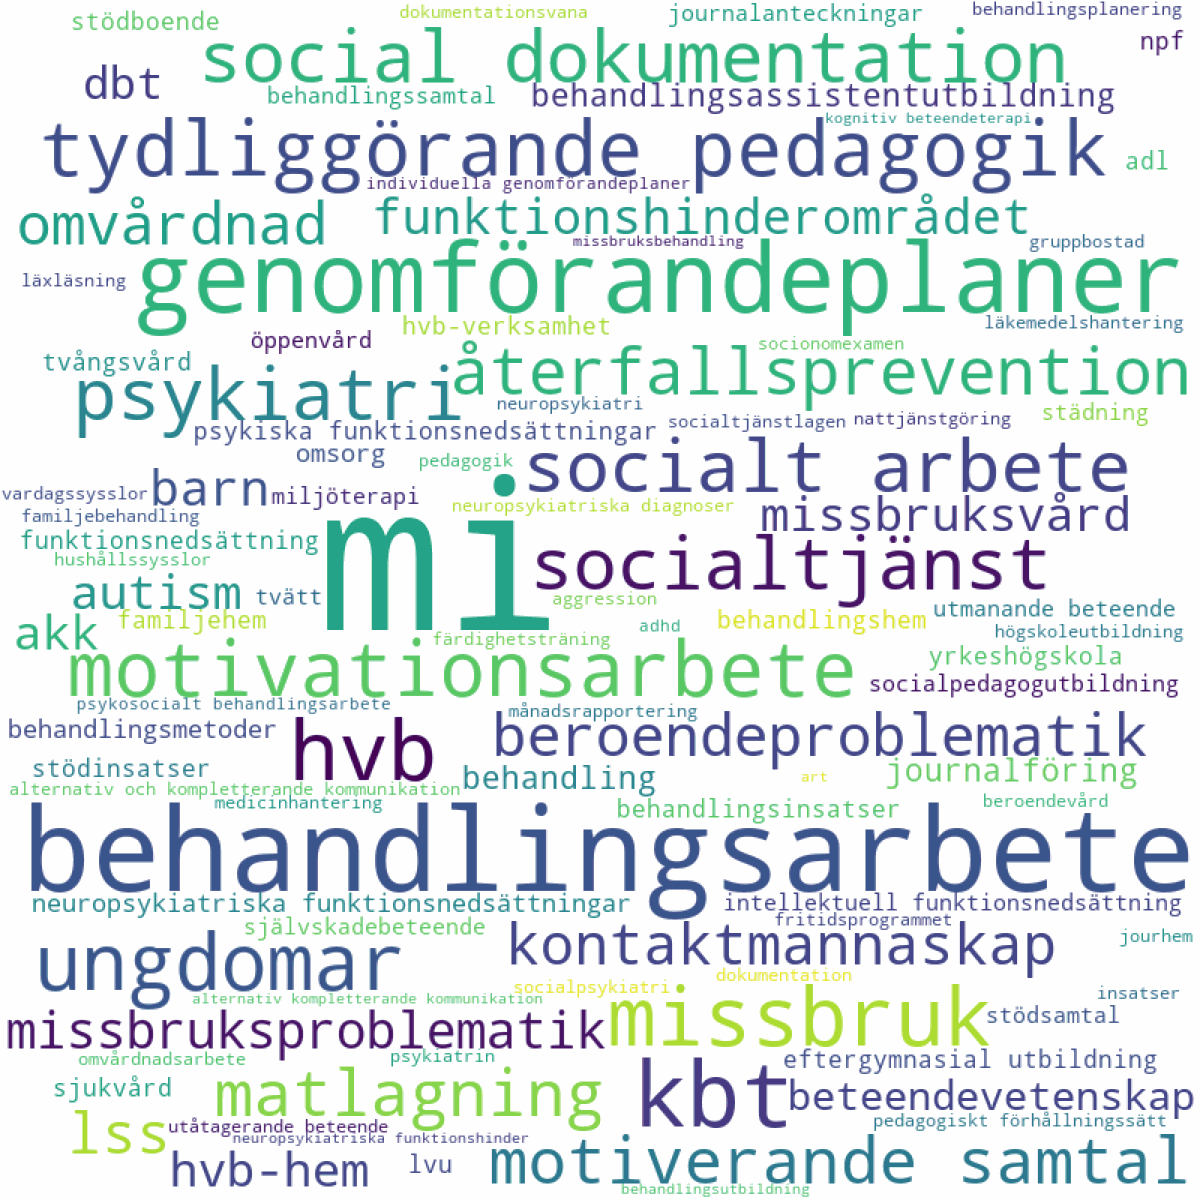 stödboende
dokumentationsvana
journalanteckningar
behandlingsplanering
social dokumentation
npf
dbt
behandlingssamtal
behandlingsassistentutbildning
kognitiv beteendeterapi
tydliggörande pedagogik
adl
individuella genomförandeplaner
omvårdnad
funktionshinderområdet
missbruksbehandling
gruppbostad
läxläsning
genomförandeplaner
öppenvård
hvb-verksamhet
läkemedelshantering
tvångsvård
socionomexamen
psykiatri
återfallsprevention
neuropsykiatri
psykiska funktionsnedsättningar
socialtjänstlagen
nattjänstgöring
städning
omsorg
pedagogik
socialt arbete
vardagssysslor
barn
miljöterapi
neuropsykiatriska diagnoser
missbruksvård
familjebehandling
funktionsnedsättning
mi
socialtjänst
hushållssysslor
autism
tvätt
aggression
akk
familjehem
färdighetsträning
adhd
behandlingshem
utmanande beteende
högskoleutbildning
motivationsarbete
yrkeshögskola
socialpedagogutbildning
psykosocialt behandlingsarbete
månadsrapportering
behandlingsmetoder
hvb
beroendeproblematik
stödinsatser
behandling
art
journalföring
alternativ och kompletterande kommunikation
medicinhantering
behandlingsinsatser
beroendevård
behandlingsarbete
neuropsykiatriska funktionsnedsättningar
intellektuell funktionsnedsättning
självskadebeteende
fritidsprogrammet
ungdomar
kontaktmannaskap
jourhem
socialpsykiatri
dokumentation
alternativ kompletterande kommunikation
insatser
missbruksproblematik
missbruk
stödsamtal
omvårdnadsarbete
psykiatrin
eftergymnasial utbildning
sjukvård
matlagning
kbt
beteendevetenskap
lss
utåtagerande beteende
pedagogiskt förhållningssätt
neuropsykiatriska funktionshinder
hvb-hem
lvu
motiverande samtal
behandlingsutbildning